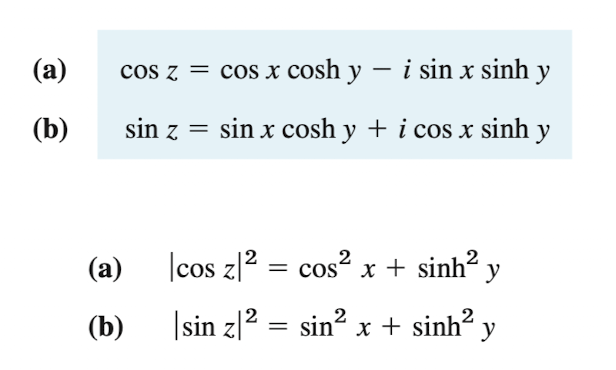 (a) cos z = cos x cosh y − i sin x sinh y
(b) sin z = sin x cosh y + i cos x sinh y
(a) |cos z|² = cos² x + sinh² y
(b) |sin z|² = sin² x + sinh² y